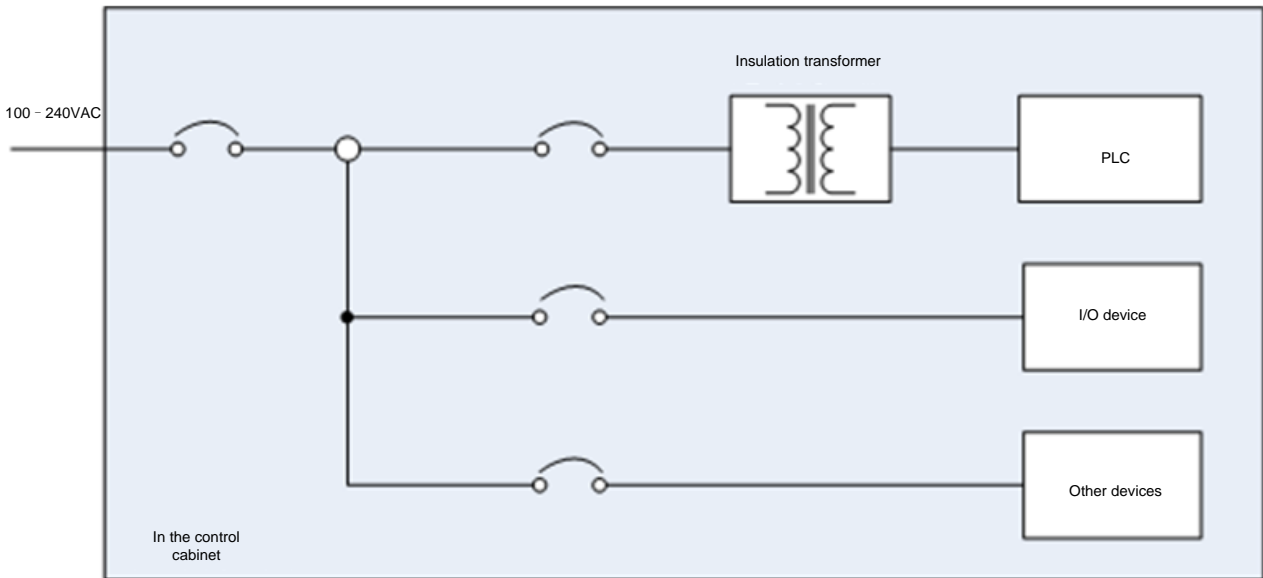 Insulation transformer
100－240VAC
PLC
I/O device
Other devices
In the control
cabinet